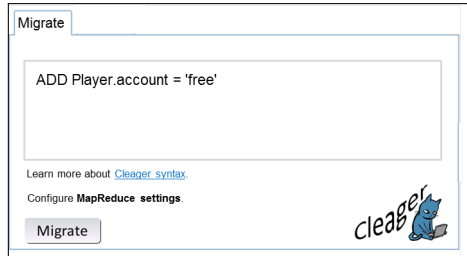 Migrate
ADD Player.account = 'free'
Learn more about Cleager syntax.
Configure MapReduce settings.
Migrate
cleager